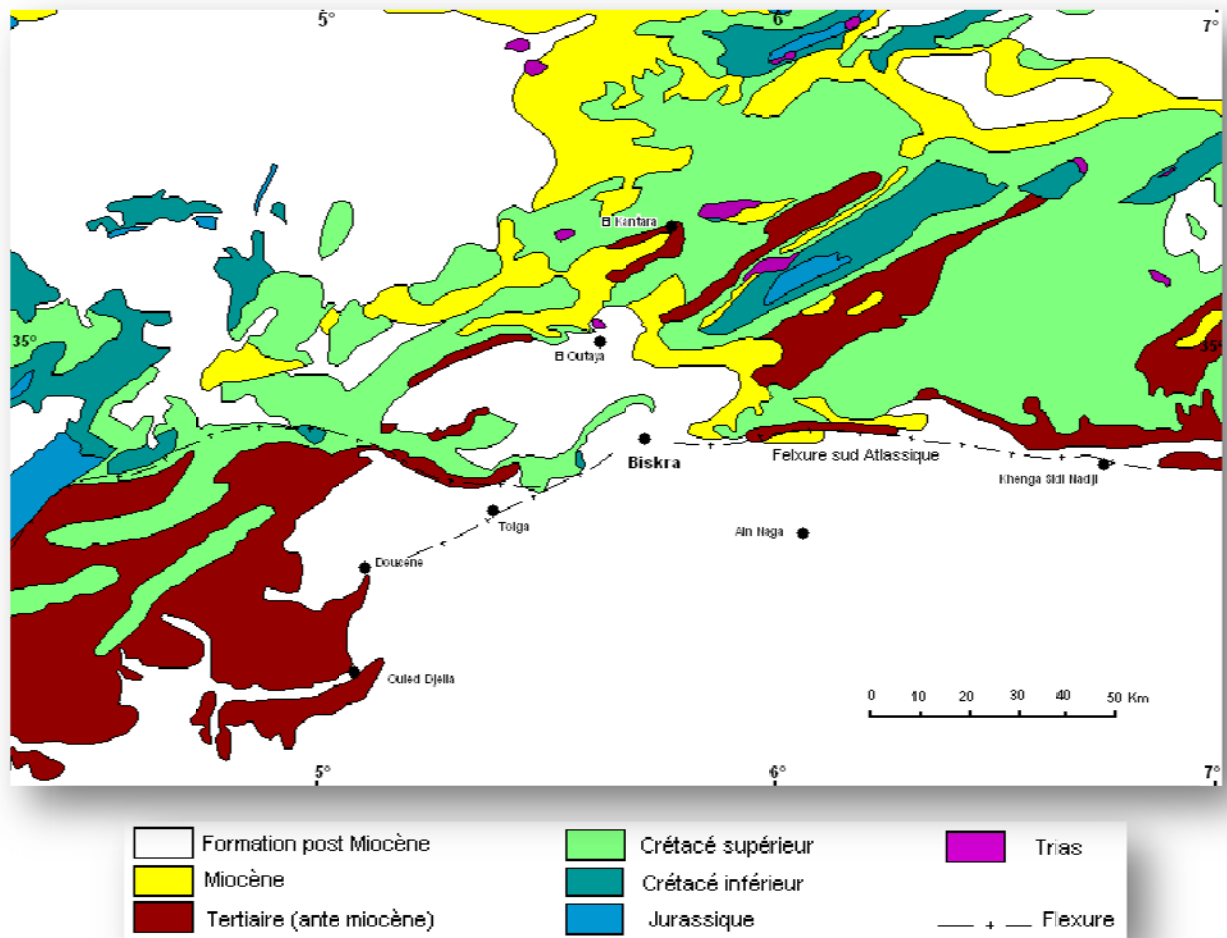 5°
6
7°
El Kantara
35°
35°
El Outaya
Biskra
Felxure sud Atlassique
Khenga Sidi Nadji
Tolga
Ain Naga
Doucene
Ouled Djella
0 10 20 30 40 50 Km
5°
6°
7°
Formation post Miocène
Crétacé supérieur
Trias
Miocène
Crétacé inférieur
Tertiaire (ante miocène)
Jurassique
Flexure